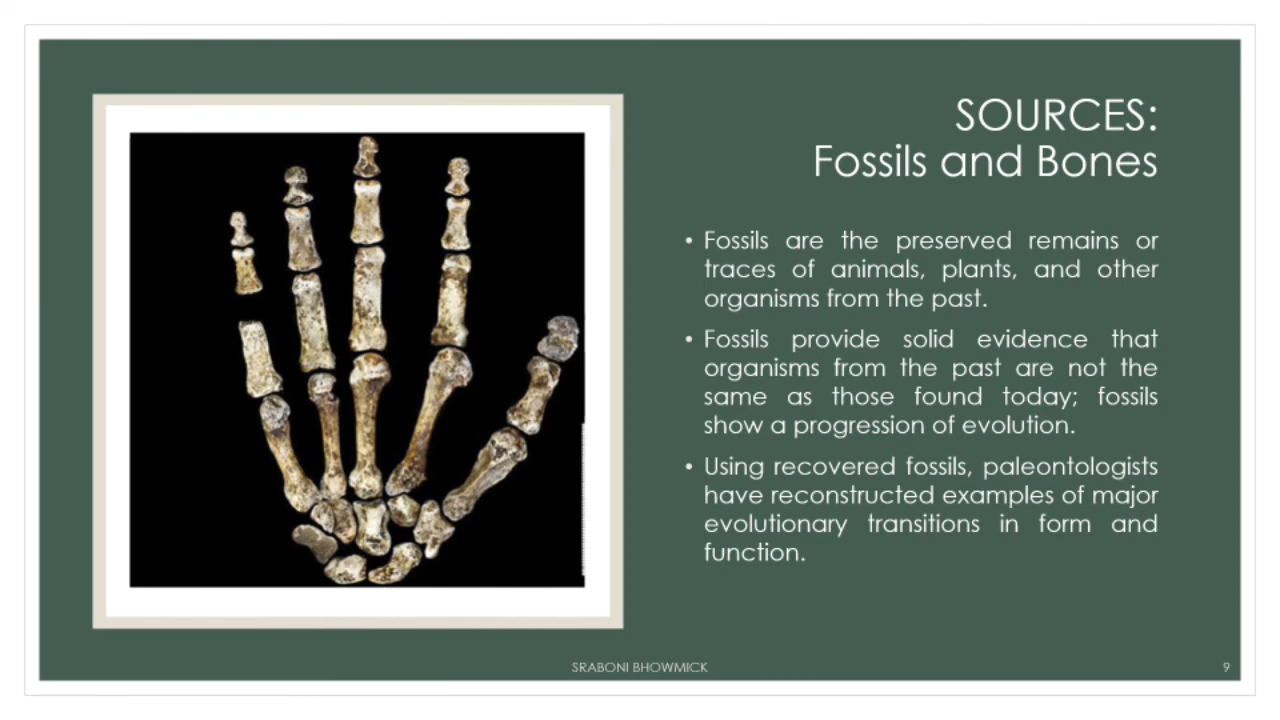 SOURCES:
Fossils and Bones
• Fossils are the preserved remains or
traces of animals, plants, and other
organisms from the past.
• Fossils provide solid evidence that
organisms from the past are not the
same as those found today; fossils
show a progression of evolution.
• Using recovered fossils, paleontologists
have reconstructed examples of major
evolutionary transitions in form and
function.
SRABONI BHOWMICK
9